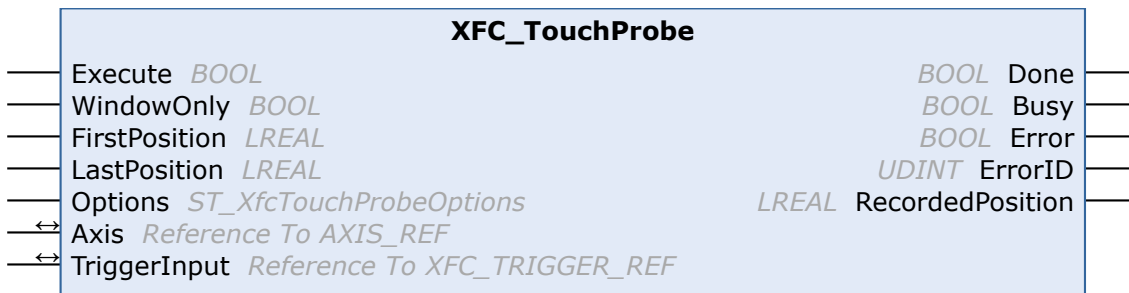 XFC_TouchProbe
Execute BOOL BOOL Done
WindowOnly BOOL BOOL Busy
FirstPosition LREAL BOOL Error
LastPosition LREAL UDINT ErrorID
Options ST_XfcTouchProbeOptions LREAL RecordedPosition
↔ Axis Reference To AXIS_REF
↔ TriggerInput Reference To XFC_TRIGGER_REF